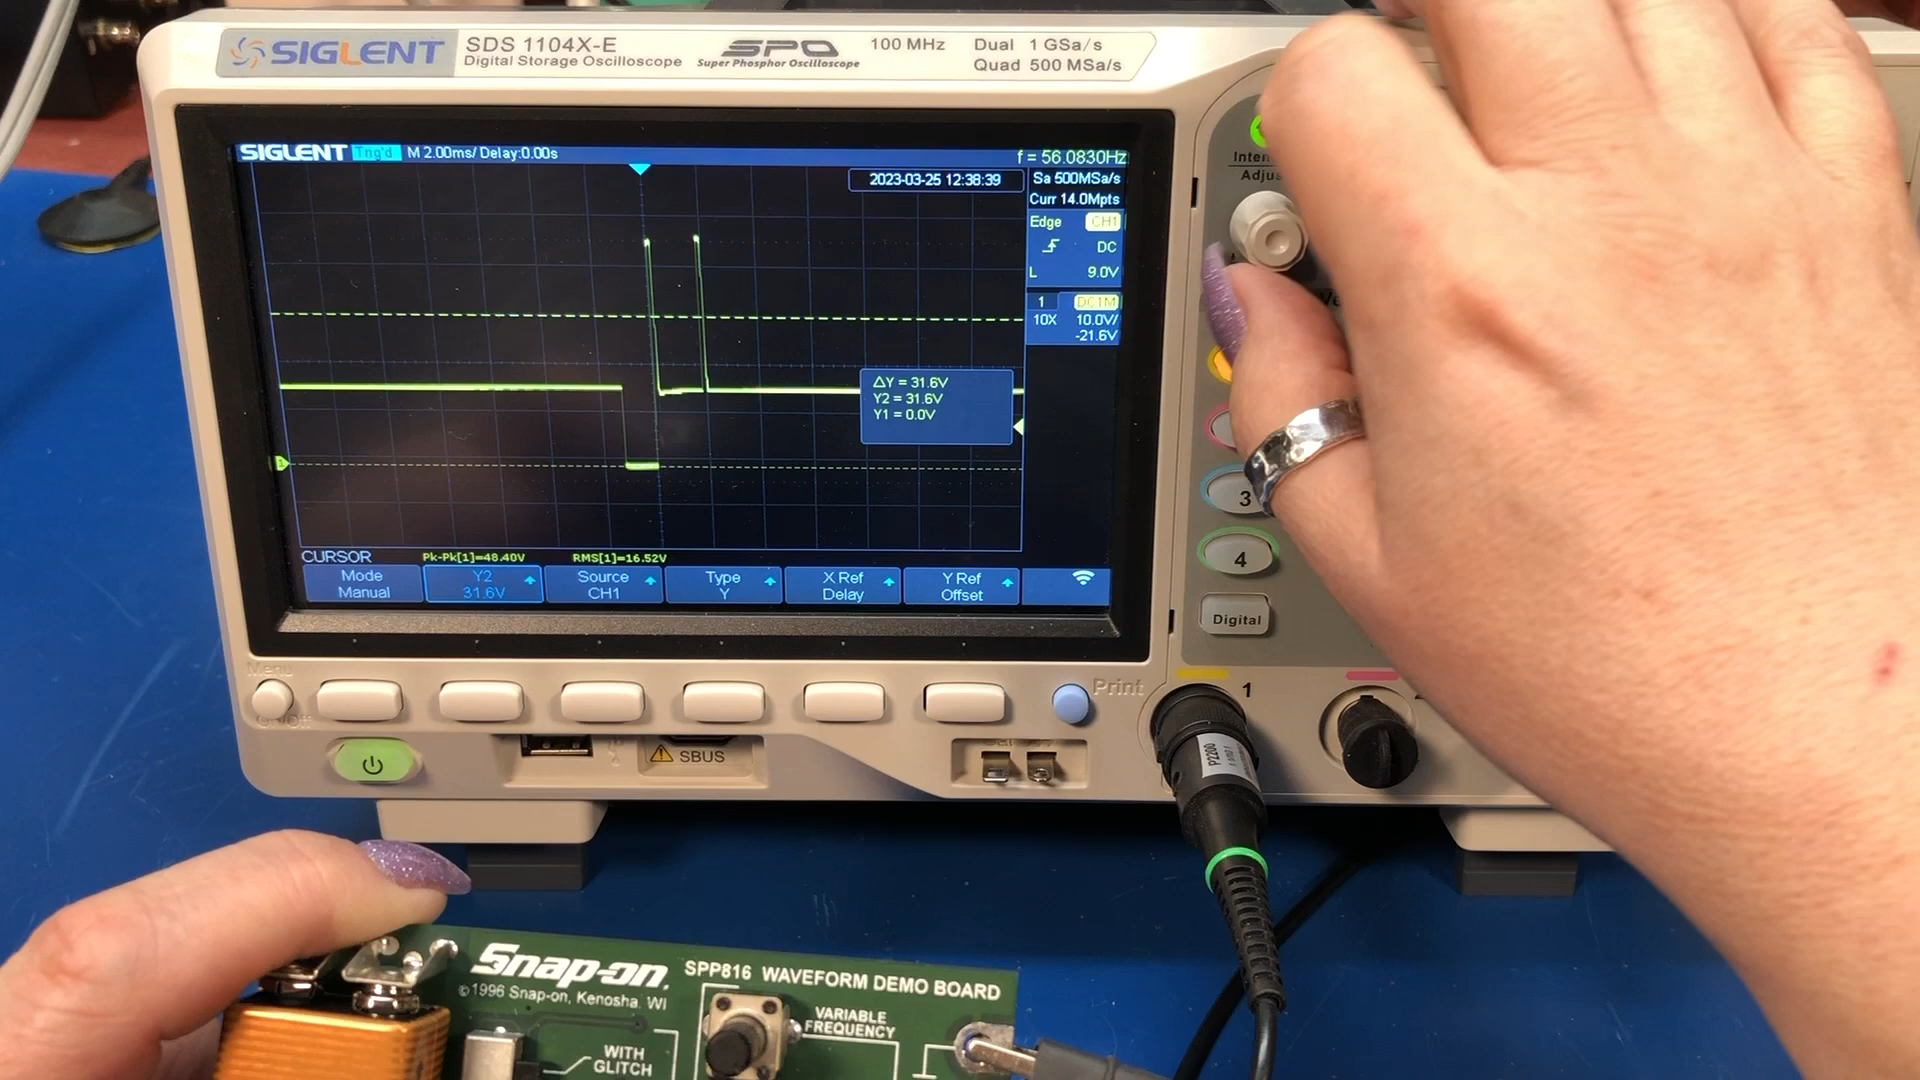 SIGLENT
SDS 1104X-E
Digital Storage Oscilloscope
SPO
Super Phosphor Oscilloscope
100 MHz
Dual 1 GSa/s
Quad 500 MSa/s
SIGLENT Trig'd M 2.00ms/ Delay:0.00s
f = 56.0830Hz
2023-03-25 12:38:39
Sa 500MSa/s
Curr 14.0Mpts
Edge CH1
DC
L 9.0V
1 DC1M
10X 10.0V/
-21.6V
ΔY = 31.6V
Y2 = 31.6V
Y1 = 0.0V
1
CURSOR
Pk-Pk[1]=48.40V
RMS[1]=16.52V
Mode
Manual
Y2
31.6V
Source
CH1
Type
Y
X Ref
Delay
Y Ref
Offset
3
4
Digital
Menu
On/Off
Print
1
SBUS
P2200
Snap-on.
©1996 Snap-on, Kenosha, WI
SPP816 WAVEFORM DEMO BOARD
VARIABLE
FREQUENCY
WITH
GLITCH